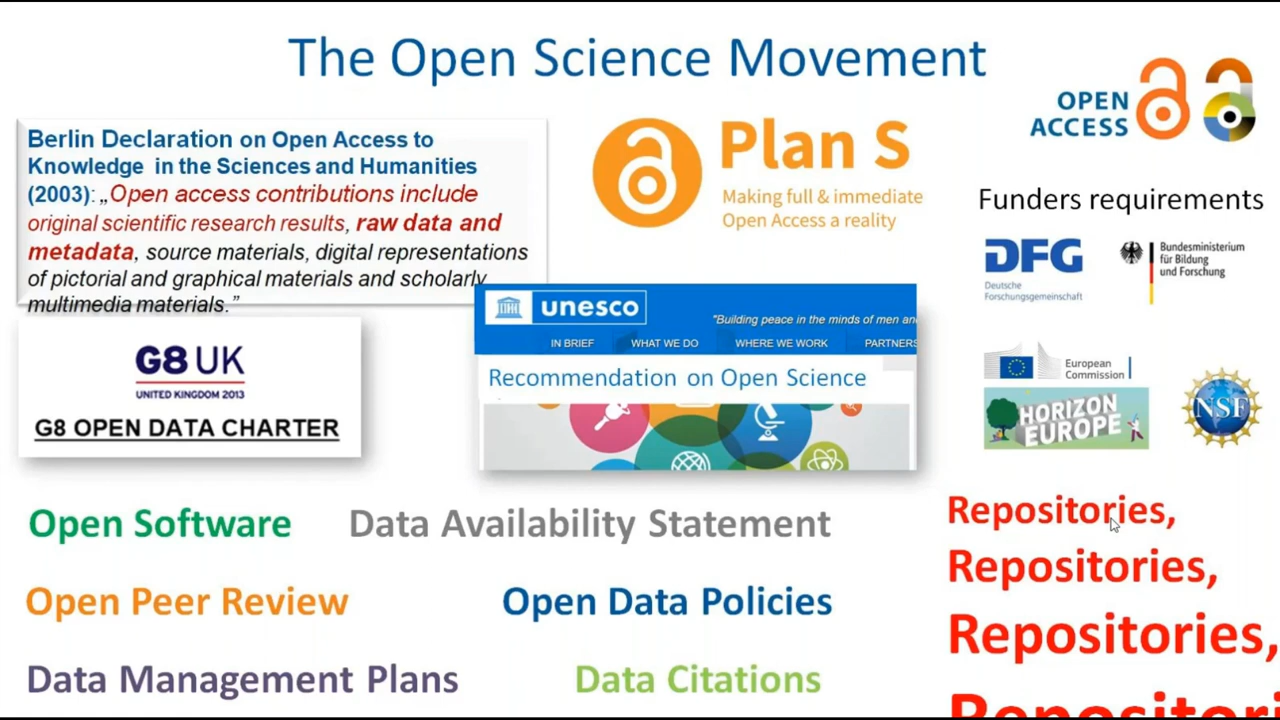 The Open Science Movement
Berlin Declaration on Open Access to
Knowledge in the Sciences and Humanities
(2003): „Open access contributions include
original scientific research results, raw data and
metadata, source materials, digital representations
of pictorial and graphical materials and scholarly
multimedia materials.”
Plan S
Making full & immediate
Open Access a reality
OPEN
ACCESS
Funders requirements
DFG
Deutsche
Forschungsgemeinschaft
Bundesministerium
für Bildung
und Forschung
G8 UK
UNITED KINGDOM 2013
G8 OPEN DATA CHARTER
unesco
"Building peace in the minds of men an
IN BRIEF WHAT WE DO WHERE WE WORK PARTNERS
Recommendation on Open Science
European
Commission
HORIZON
EUROPE
NSF
Open Software
Data Availability Statement
Open Peer Review
Open Data Policies
Data Management Plans
Data Citations
Repositories,
Repositories,
Repositories,
Repositori